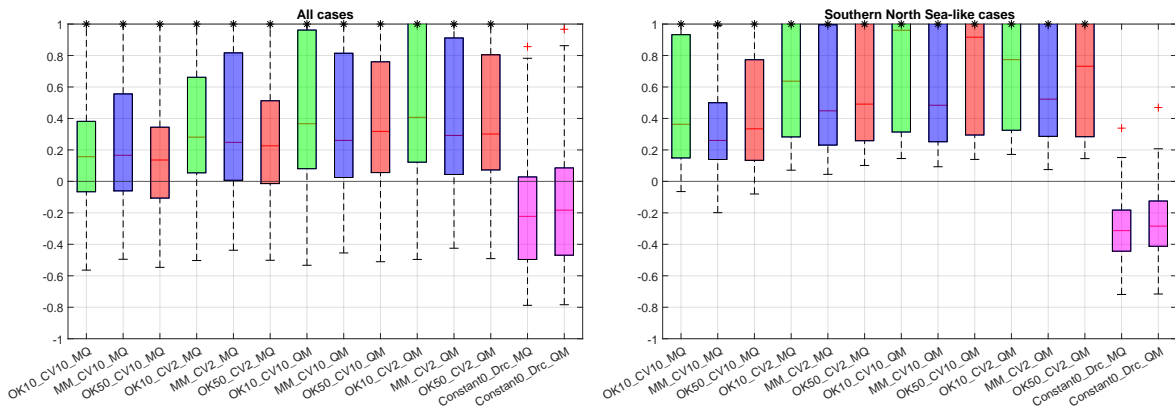 All cases
1
0.8
0.6
0.4
0.2
0
-0.2
-0.4
-0.6
-0.8
-1
OK10_CV10_MQ
MM_CV10_MQ
OK50_CV10_MQ
OK10_CV2_MQ
MM_CV2_MQ
OK50_CV2_MQ
OK10_CV10_QM
MM_CV10_QM
OK50_CV10_QM
OK10_CV2_QM
MM_CV2_QM
OK50_CV2_QM
Constant0_Drc_MQ
Constant0_Drc_QM
Southern North Sea-like cases
1
0.8
0.6
0.4
0.2
0
-0.2
-0.4
-0.6
-0.8
-1
OK10_CV10_MQ
MM_CV10_MQ
OK50_CV10_MQ
OK10_CV2_MQ
MM_CV2_MQ
OK50_CV2_MQ
OK10_CV10_QM
MM_CV10_QM
OK50_CV10_QM
OK10_CV2_QM
MM_CV2_QM
OK50_CV2_QM
Constant0_Drc_MQ
Constant0_Drc_QM